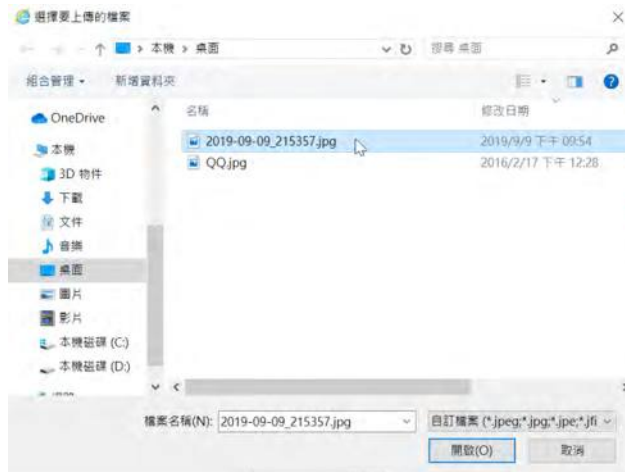 選擇要上傳的檔案
本機 › 桌面
搜尋 桌面
組合管理
新增資料夾
名稱
修改日期
OneDrive
本機
3D 物件
下載
文件
音樂
桌面
圖片
影片
本機磁碟 (C:)
本機磁碟 (D:)
2019-09-09_215357.jpg
2019/9/9 下午 09:54
QQ.jpg
2016/2/17 下午 12:28
檔案名稱(N):
2019-09-09_215357.jpg
自訂檔案 (*.jpeg;*.jpg;*.jpe;*.jfi
開啟(O)
取消